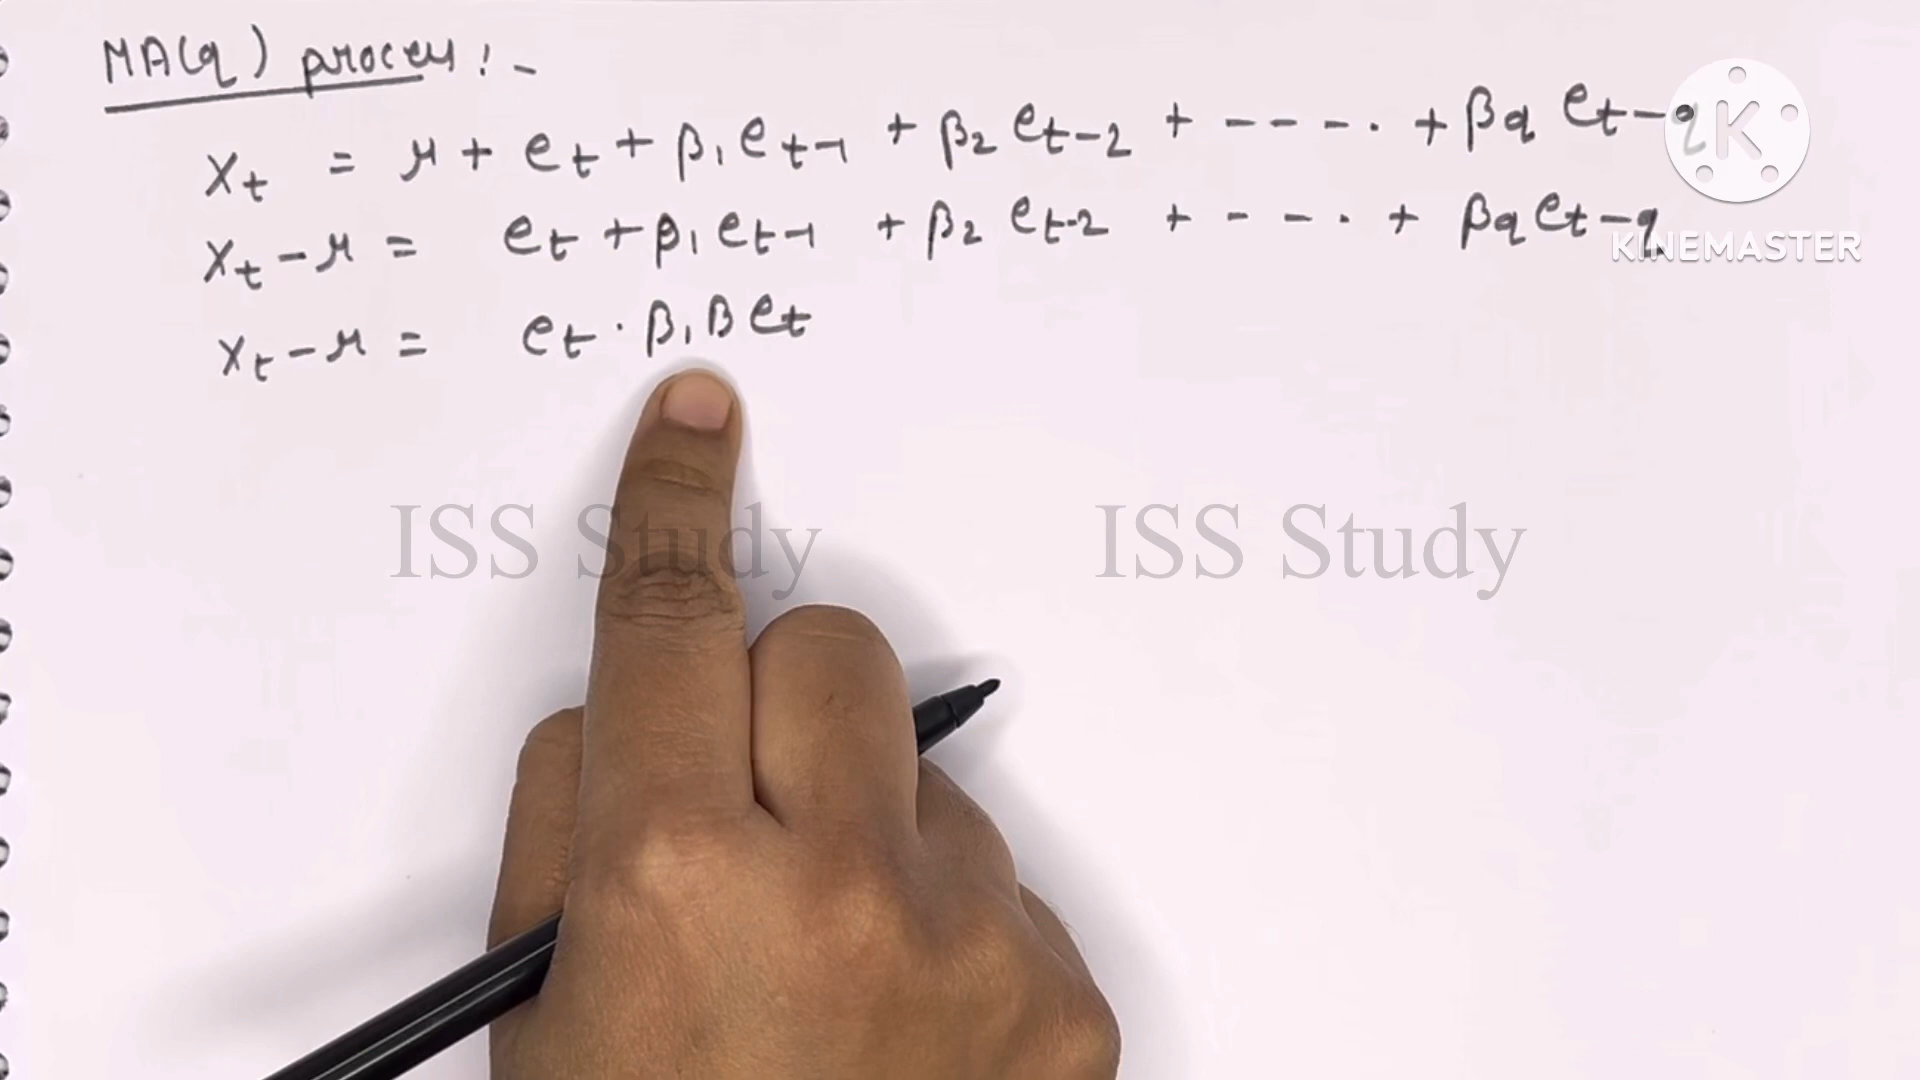 MA(q) process :-
Xt = μ + et + β1 et-1 + β2 et-2 + ----. + βq et-q
Xt - μ = et + β1 et-1 + β2 et-2 + ---. + βq et-q
Xt - μ = et . β1 B et
KINEMASTER
ISS Study ISS Study